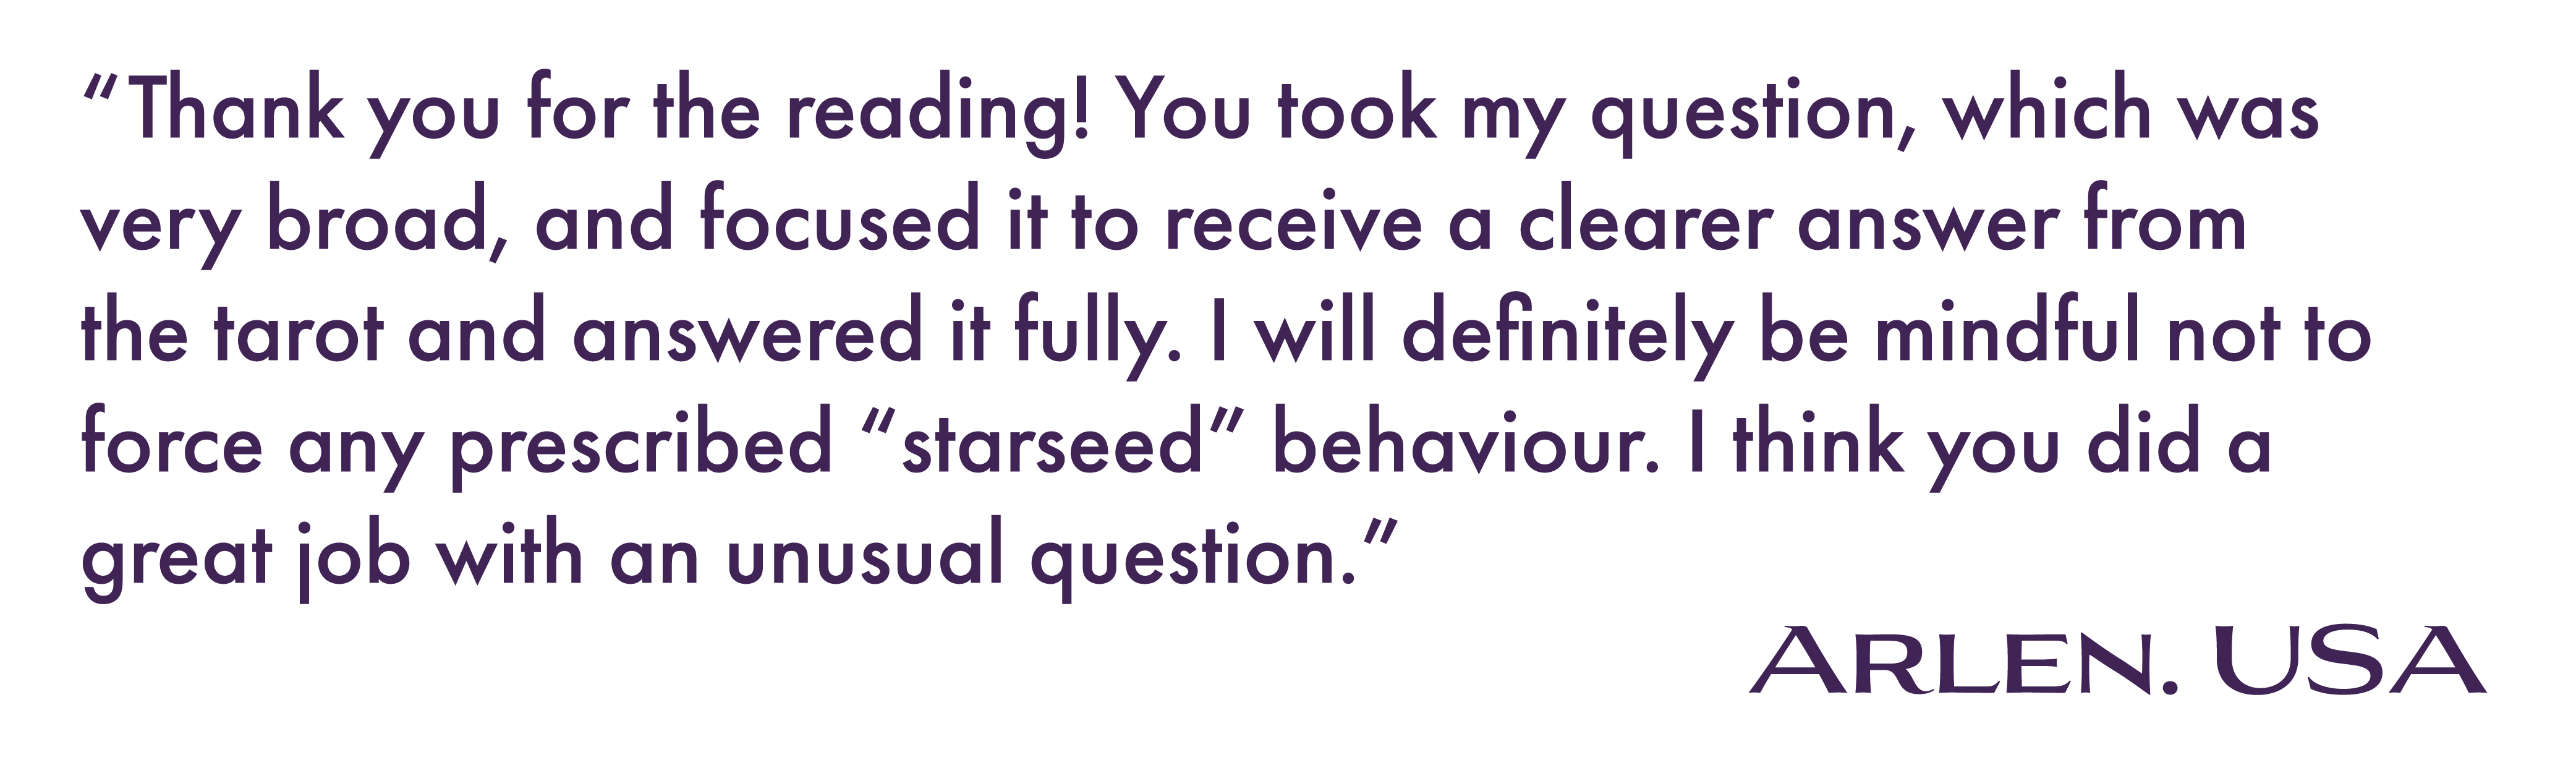 “Thank you for the reading! You took my question, which was
very broad, and focused it to receive a clearer answer from
the tarot and answered it fully. I will definitely be mindful not to
force any prescribed “starseed” behaviour. I think you did a
great job with an unusual question.”
Arlen. USA